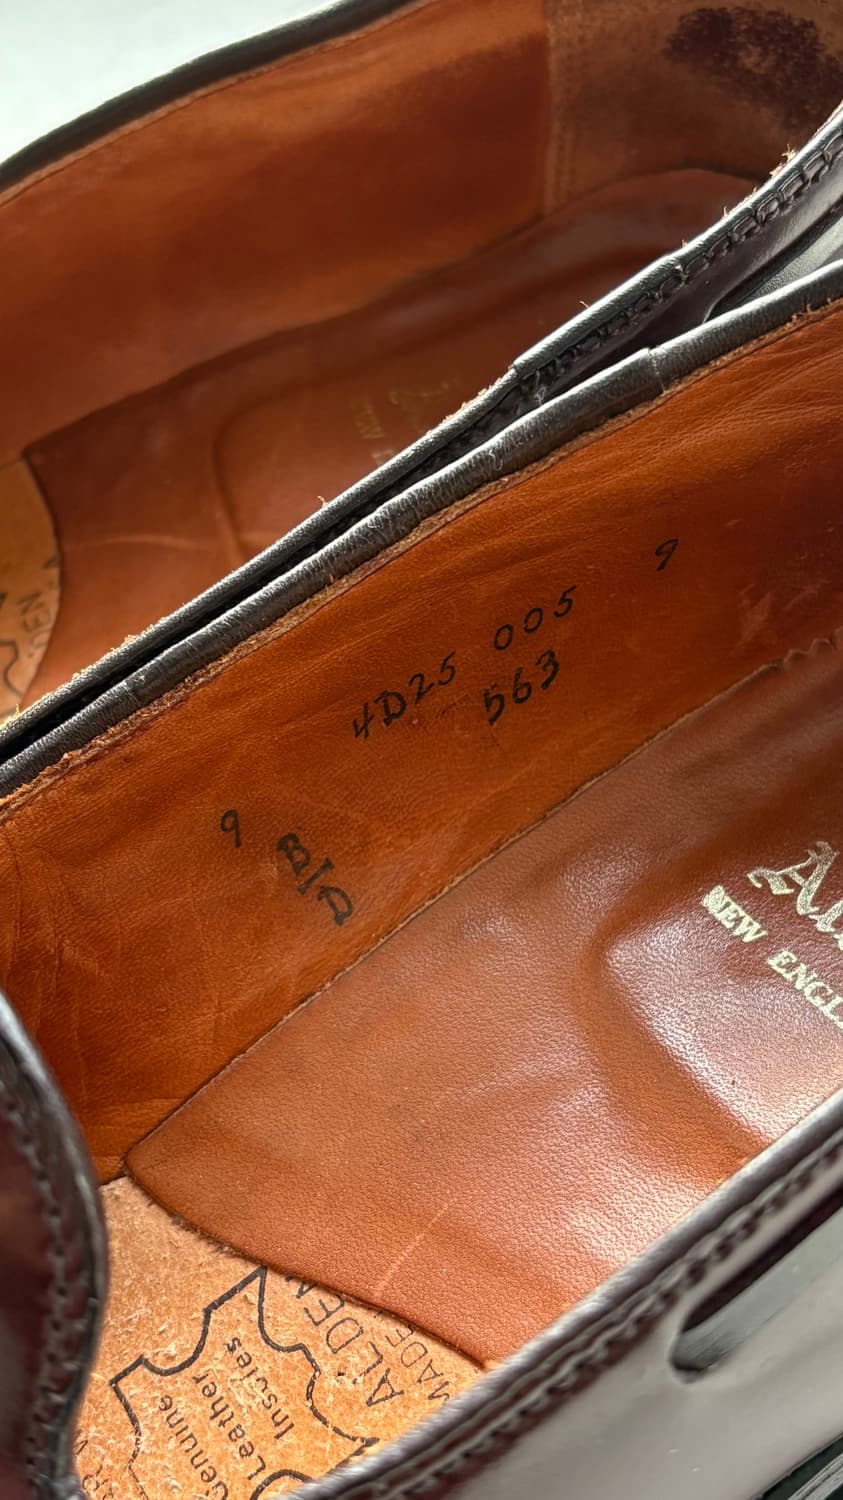 4D25 005 9
563
9 B/A
NEW ENGL
ALDEN
MADE
Genuine
Leather
Insoles